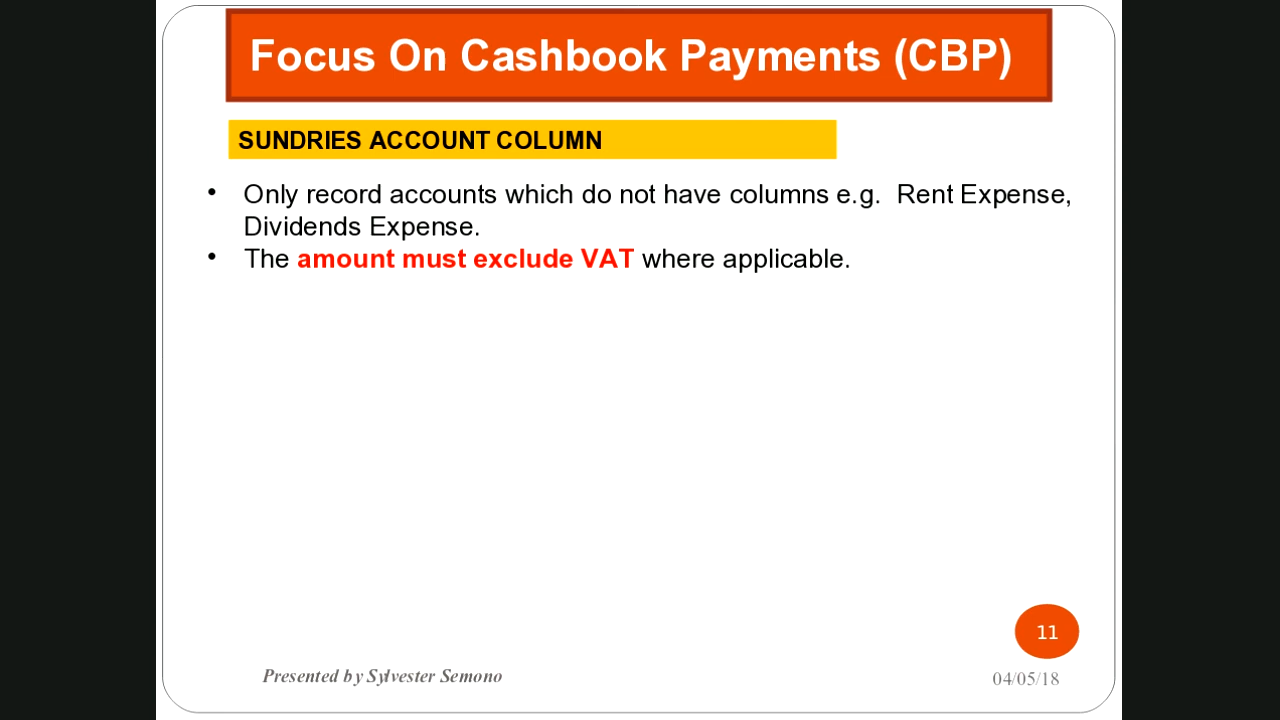 Focus On Cashbook Payments (CBP)
SUNDRIES ACCOUNT COLUMN
• Only record accounts which do not have columns e.g. Rent Expense,
Dividends Expense.
• The amount must exclude VAT where applicable.
11
Presented by Sylvester Semono
04/05/18